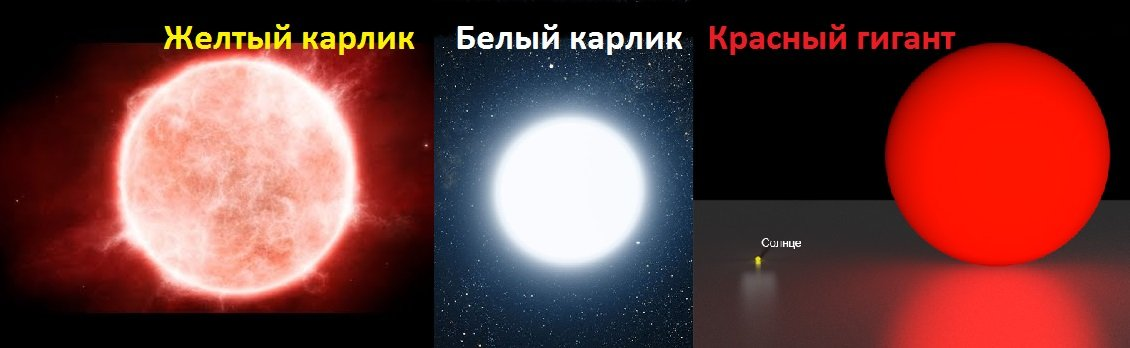 Желтый карлик
Белый карлик
Красный гигант
Солнце